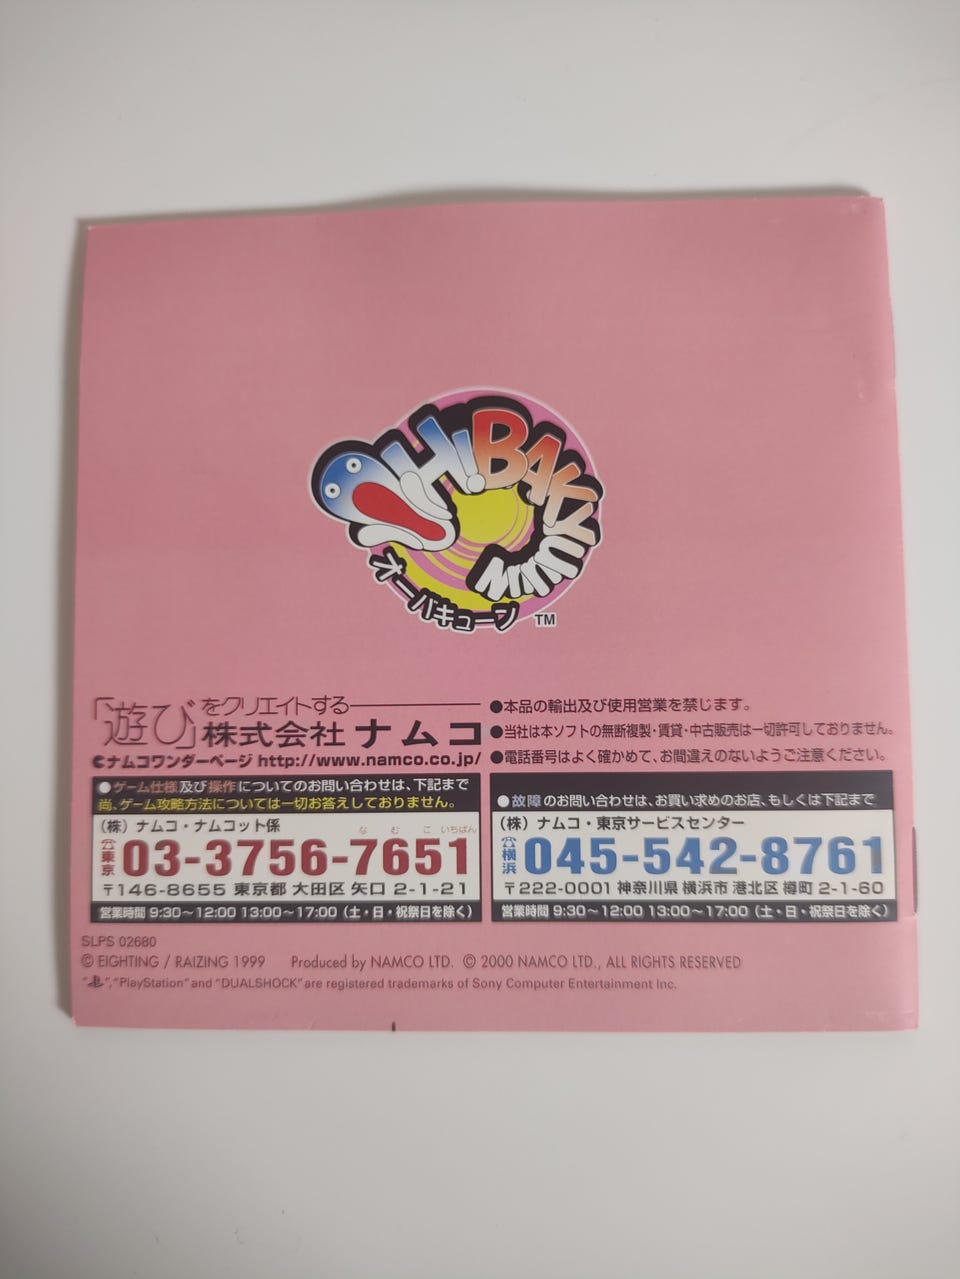 OH! BAKYUUUN
オーバキューン TM
「遊び」をクリエイトする
株式会社 ナムコ
ナムコワンダーページ http://www.namco.co.jp/
●本品の輸出及び使用営業を禁じます。
●当社は本ソフトの無断複製・賃貸・中古販売は一切許可しておりません。
●電話番号はよく確かめて、お間違えのないようご注意ください。
●ゲーム仕様及び操作についてのお問い合わせは、下記まで
尚、ゲーム攻略方法については一切お答えしておりません。
(株)ナムコ・ナムコット係
なむこ いちばん
☎東京 03-3756-7651
〒146-8655 東京都 大田区 矢口 2-1-21
営業時間 9:30〜12:00 13:00〜17:00 (土・日・祝祭日を除く)
●故障のお問い合わせは、お買い求めのお店、もしくは下記まで
(株)ナムコ・東京サービスセンター
☎横浜 045-542-8761
〒222-0001 神奈川県 横浜市 港北区 樽町 2-1-60
営業時間 9:30〜12:00 13:00〜17:00 (土・日・祝祭日を除く)
SLPS 02680
© EIGHTING / RAIZING 1999 Produced by NAMCO LTD. © 2000 NAMCO LTD., ALL RIGHTS RESERVED
" ", "PlayStation" and "DUALSHOCK" are registered trademarks of Sony Computer Entertainment Inc.